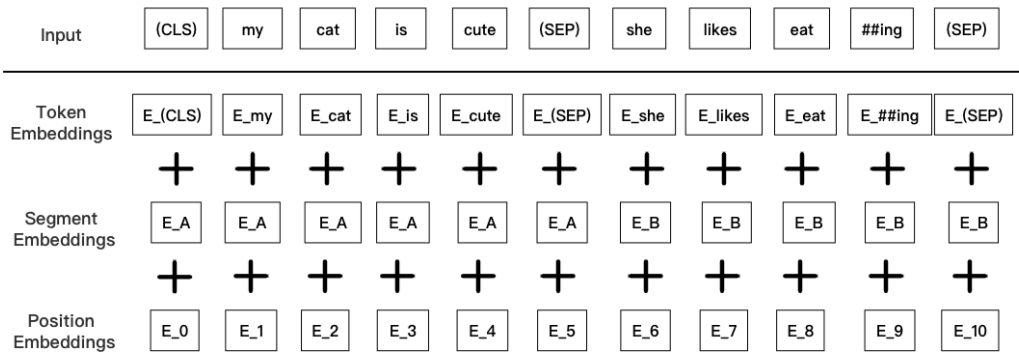 Input (CLS) my cat is cute (SEP) she likes eat ##ing (SEP)
Token
Embeddings E_(CLS) E_my E_cat E_is E_cute E_(SEP) E_she E_likes E_eat E_##ing E_(SEP)
+ + + + + + + + + + +
Segment
Embeddings E_A E_A E_A E_A E_A E_A E_B E_B E_B E_B E_B
+ + + + + + + + + + +
Position
Embeddings E_0 E_1 E_2 E_3 E_4 E_5 E_6 E_7 E_8 E_9 E_10